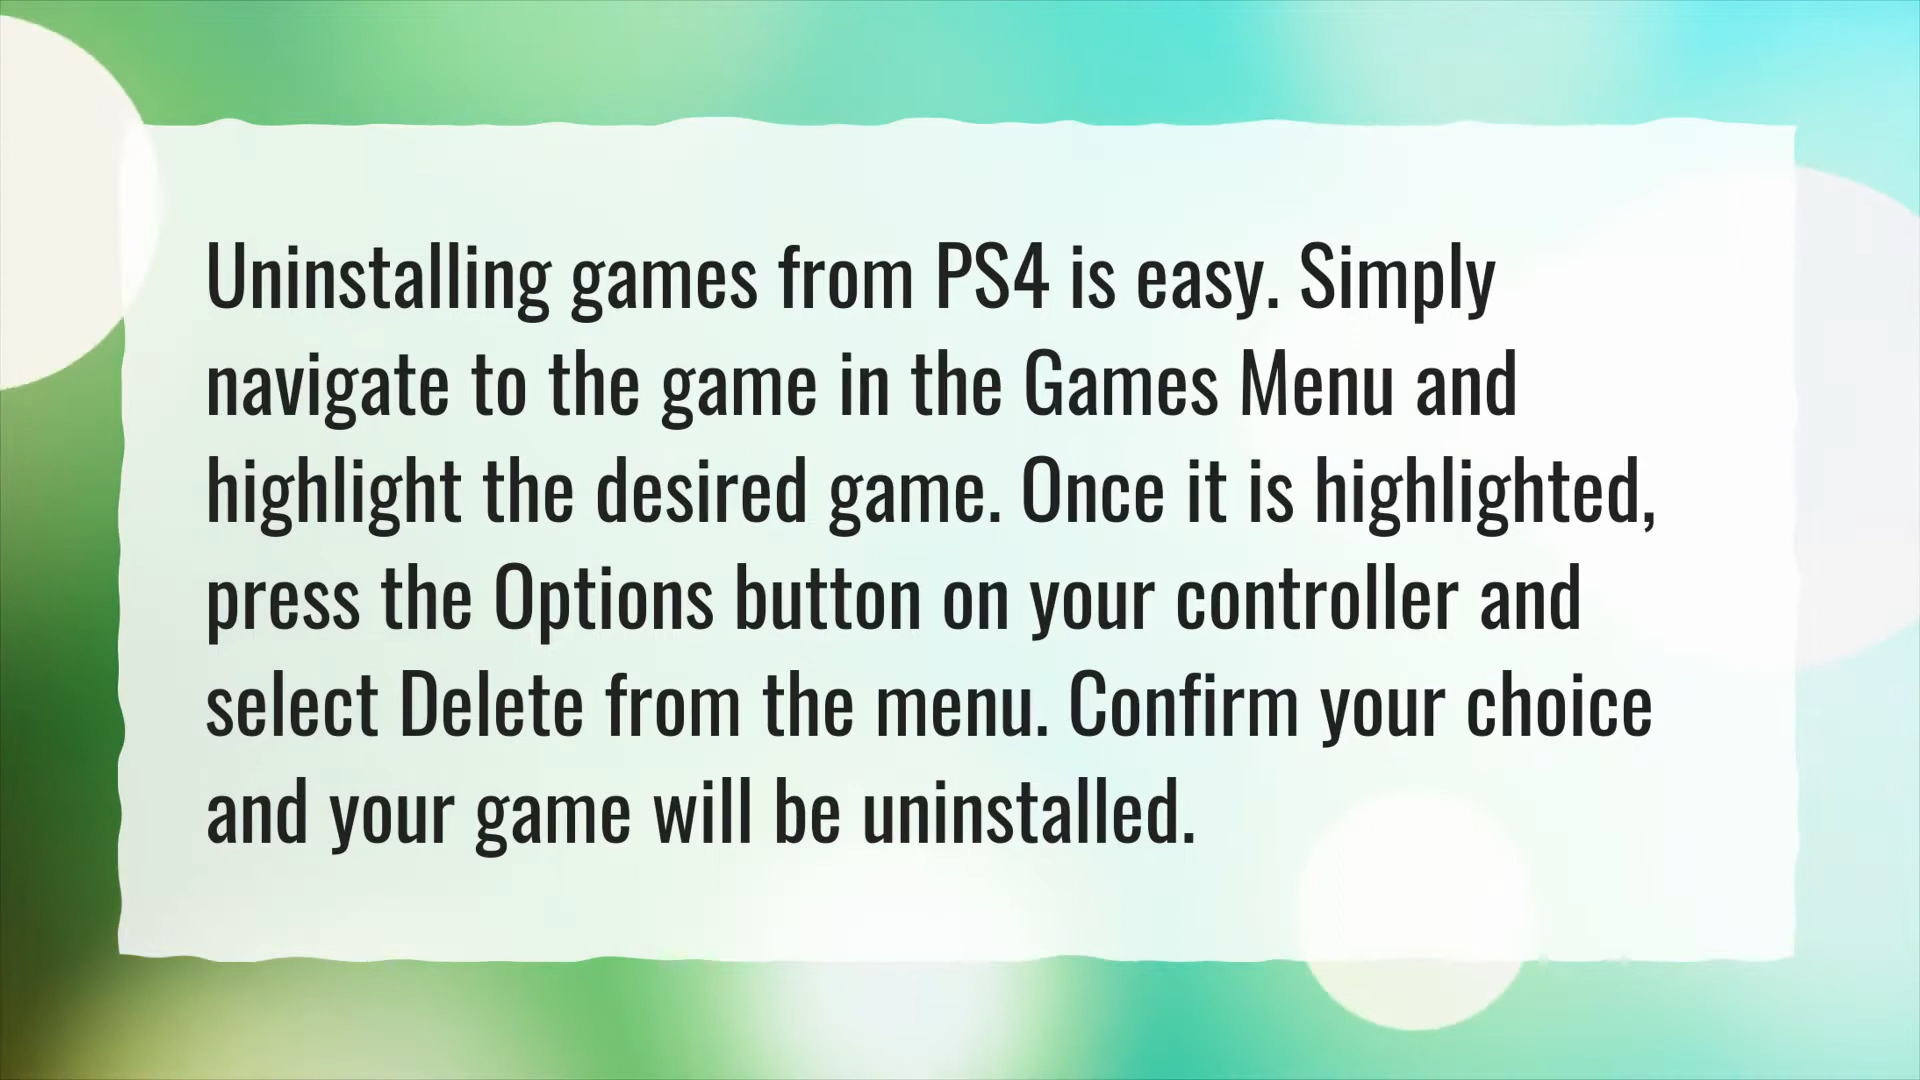 Uninstalling games from PS4 is easy. Simply
navigate to the game in the Games Menu and
highlight the desired game. Once it is highlighted,
press the Options button on your controller and
select Delete from the menu. Confirm your choice
and your game will be uninstalled.